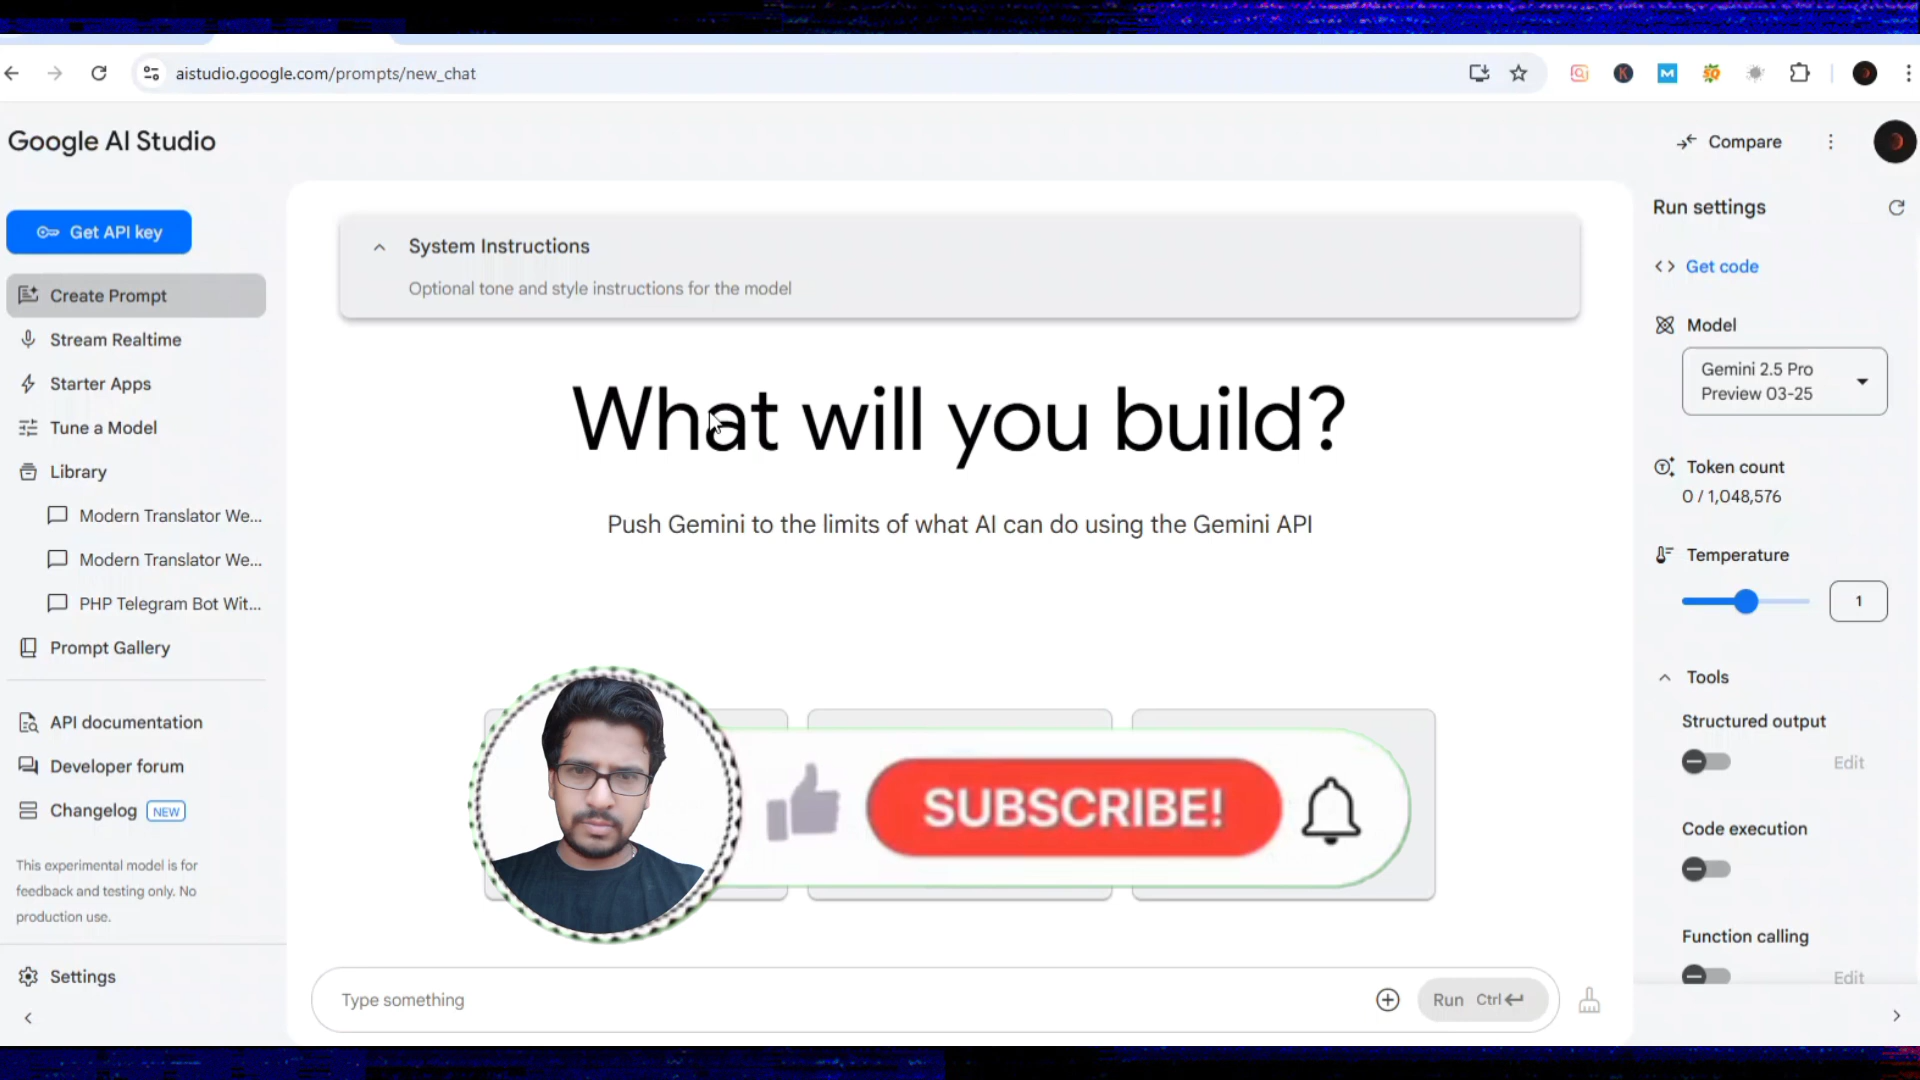 aistudio.google.com/prompts/new_chat
Google AI Studio
Compare
Get API key
Create Prompt
Stream Realtime
Starter Apps
Tune a Model
Library
Modern Translator We...
Modern Translator We...
PHP Telegram Bot Wit...
Prompt Gallery
API documentation
Developer forum
Changelog NEW
This experimental model is for
feedback and testing only. No
production use.
Settings
System Instructions
Optional tone and style instructions for the model
What will you build?
Push Gemini to the limits of what AI can do using the Gemini API
SUBSCRIBE!
Type something
Run Ctrl
Run settings
Get code
Model
Gemini 2.5 Pro
Preview 03-25
Token count
0 / 1,048,576
Temperature
1
Tools
Structured output
Edit
Code execution
Function calling
Edit